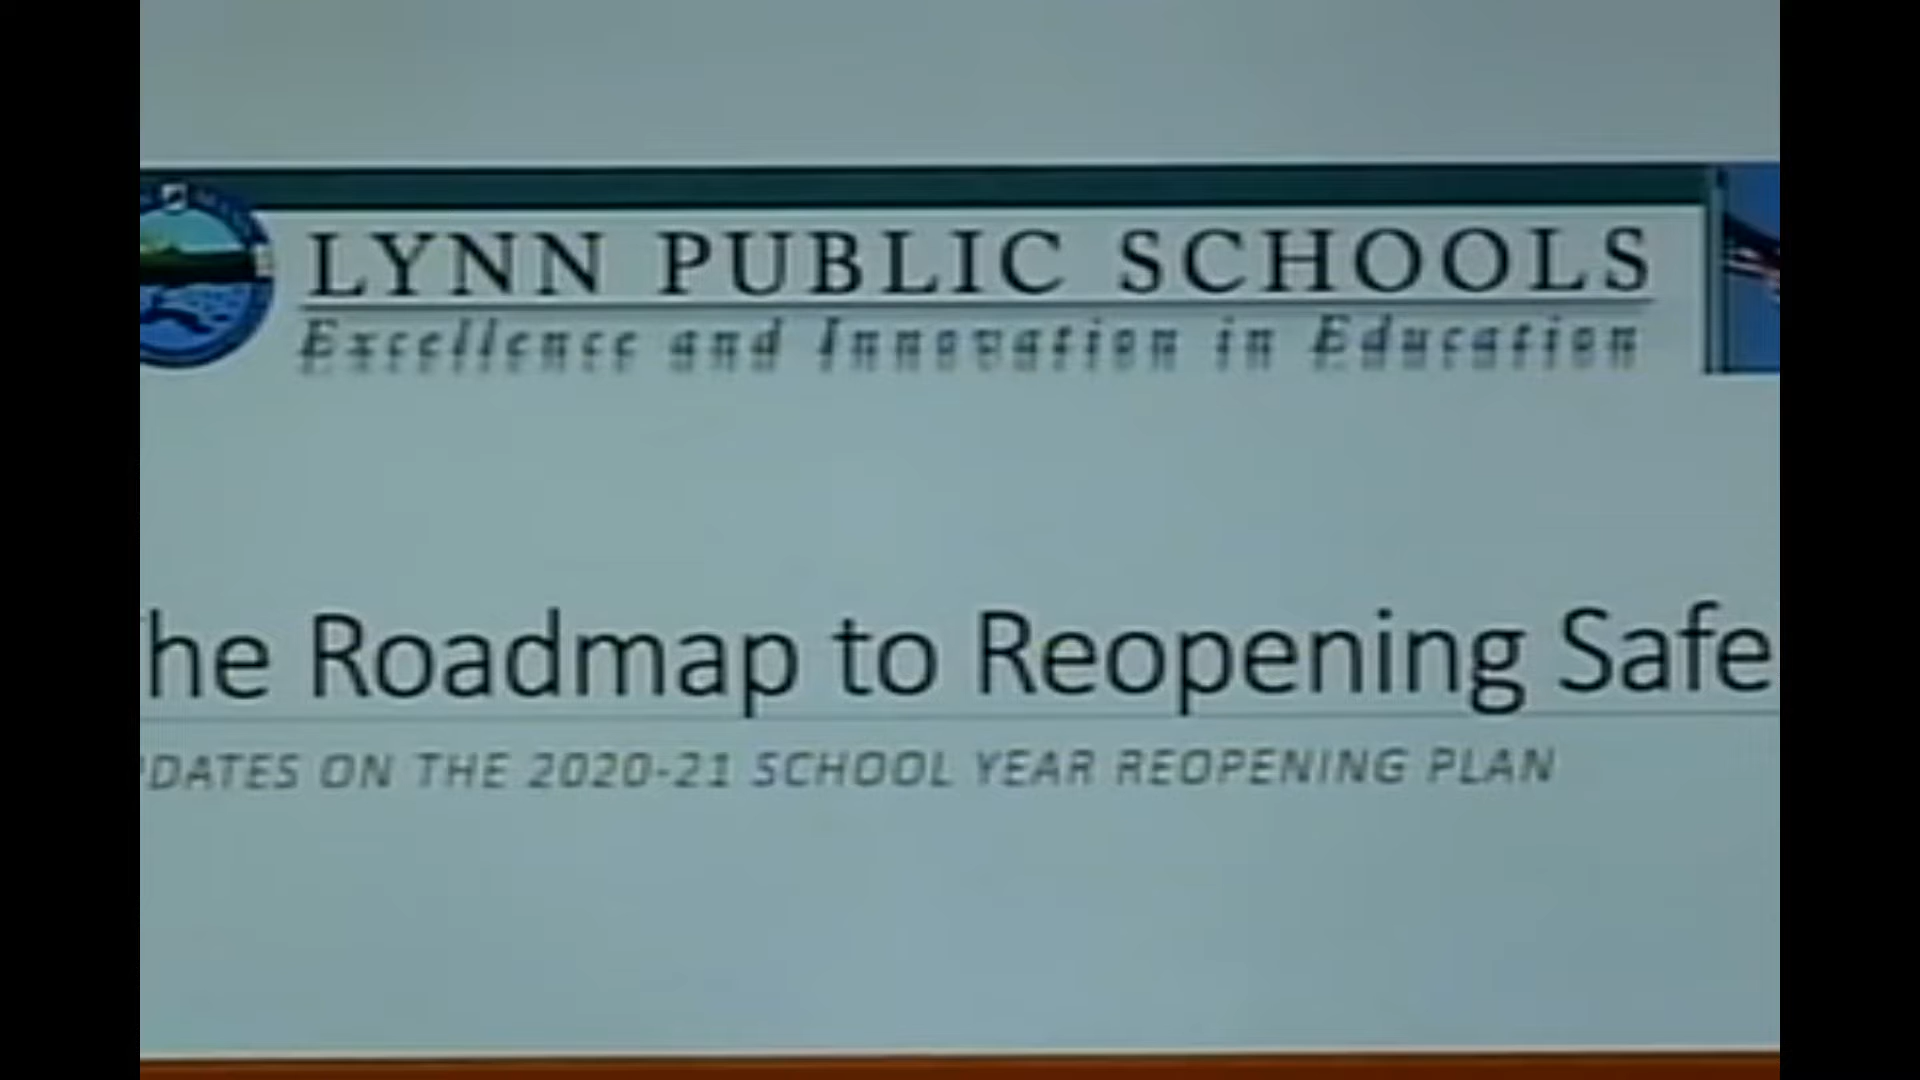 LYNN PUBLIC SCHOOLS
Excellence and Innovation in Education
he Roadmap to Reopening Safe
DATES ON THE 2020-21 SCHOOL YEAR REOPENING PLAN